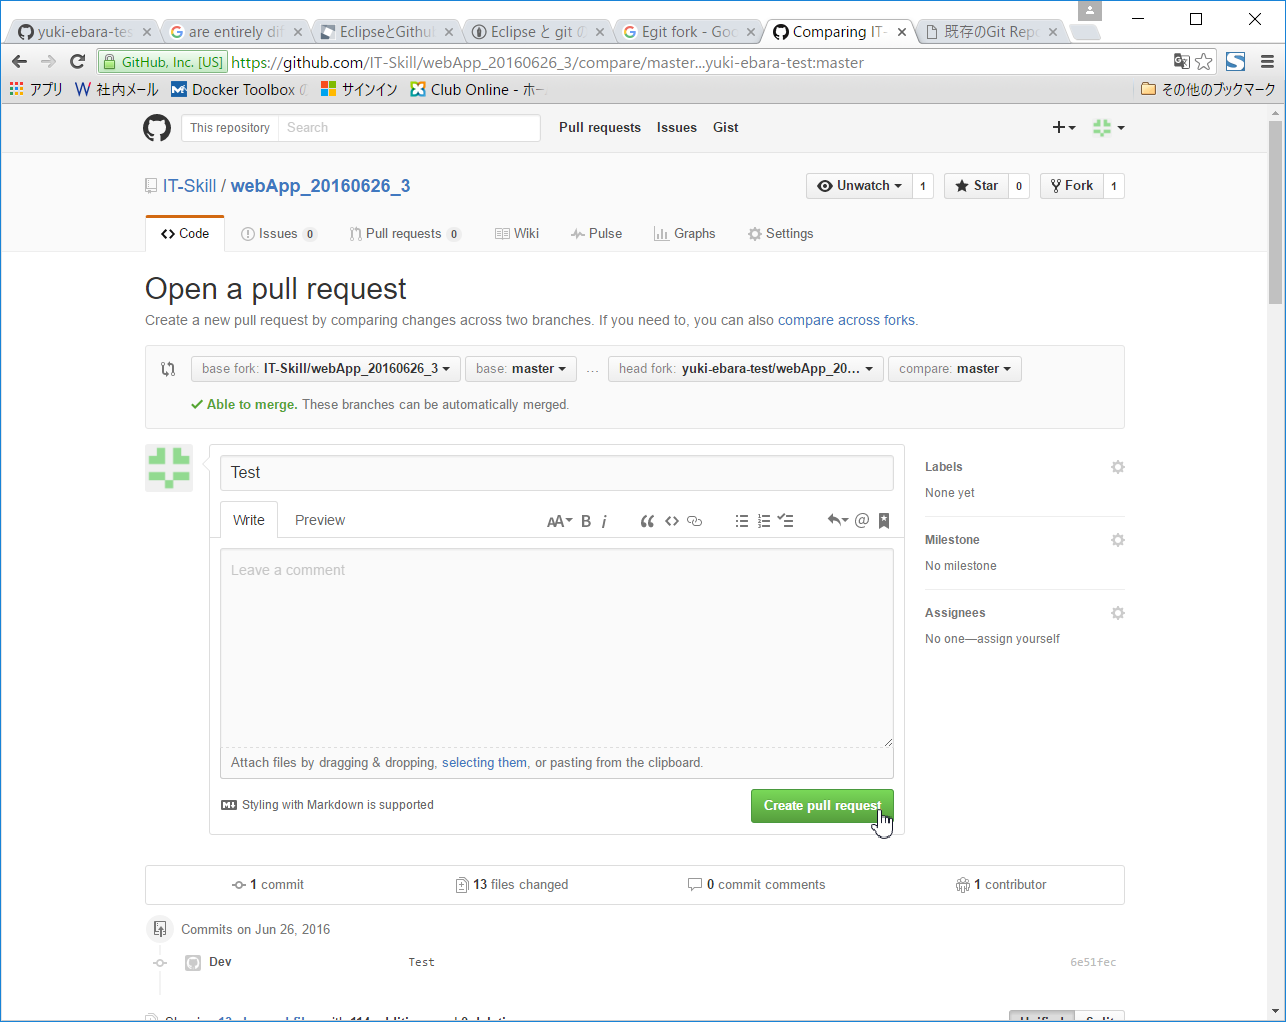 yuki-ebara-tes
are entirely dif
EclipseとGithu
Eclipse と git の
Egit fork - Goo
Comparing IT-
既存のGit Repo
GitHub, Inc. [US]
https://github.com/IT-Skill/webApp_20160626_3/compare/master...yuki-ebara-test:master
アプリ
社内メール
Docker Toolbox
サインイン
Club Online - ホー
その他のブックマーク
This repository
Search
Pull requests
Issues
Gist
IT-Skill / webApp_20160626_3
Unwatch 1
Star 0
Fork 1
Code
Issues 0
Pull requests 0
Wiki
Pulse
Graphs
Settings
Open a pull request
Create a new pull request by comparing changes across two branches. If you need to, you can also compare across forks.
base fork: IT-Skill/webApp_20160626_3
base: master
...
head fork: yuki-ebara-test/webApp_20...
compare: master
Able to merge. These branches can be automatically merged.
Test
Write
Preview
AA B i
Leave a comment
Attach files by dragging & dropping, selecting them, or pasting from the clipboard.
Styling with Markdown is supported
Create pull request
Labels
None yet
Milestone
No milestone
Assignees
No one—assign yourself
1 commit
13 files changed
0 commit comments
1 contributor
Commits on Jun 26, 2016
Dev
Test
6e51fec